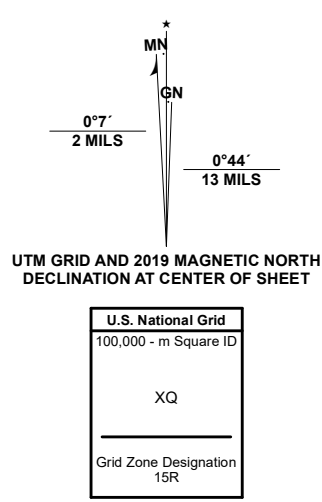 MN
GN
0°7´
2 MILS
0°44´
13 MILS
UTM GRID AND 2019 MAGNETIC NORTH
DECLINATION AT CENTER OF SHEET
U.S. National Grid
100,000 - m Square ID
XQ
Grid Zone Designation
15R